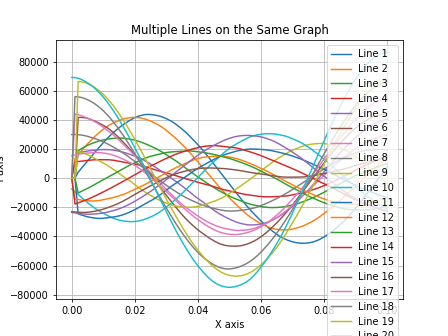 Multiple Lines on the Same Graph
80000
60000
40000
20000
0
-20000
-40000
-60000
-80000
0.00
0.02
0.04
0.06
X axis
Line 1
Line 2
Line 3
Line 4
Line 5
Line 6
Line 7
Line 8
Line 9
Line 10
Line 11
Line 12
Line 13
Line 14
Line 15
Line 16
Line 17
Line 18
Line 19
Line 20